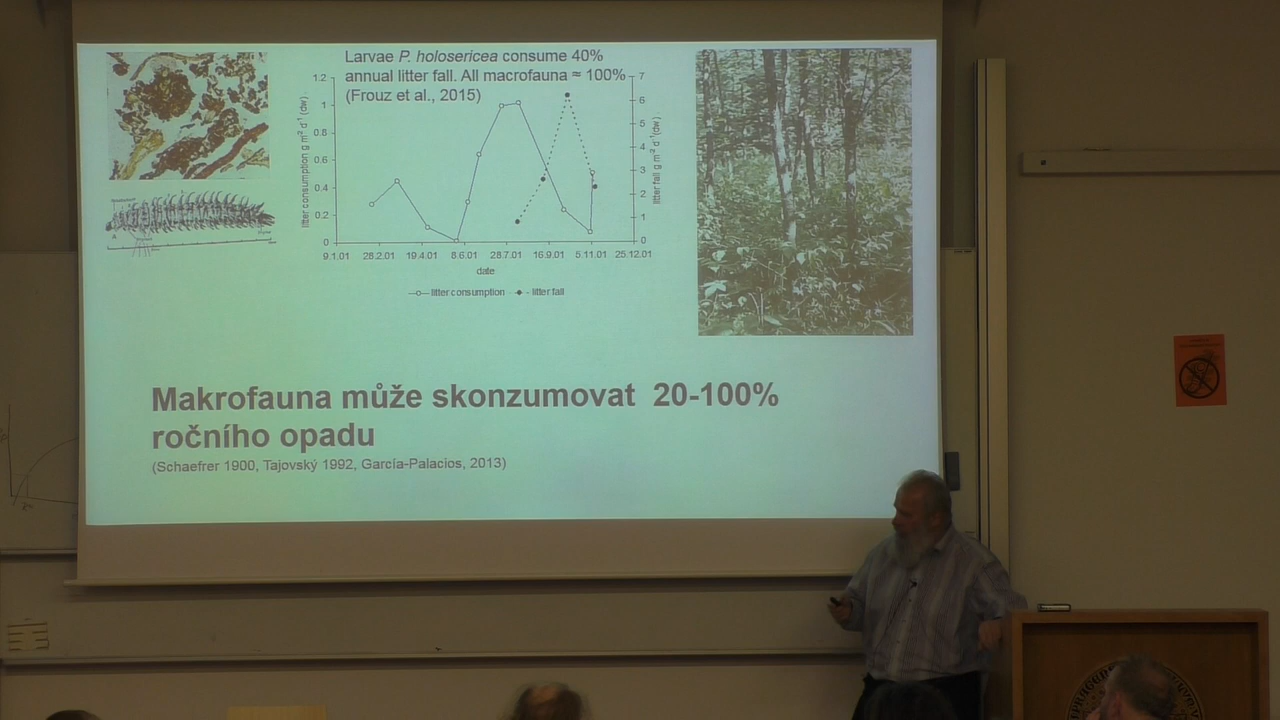 Larvae P. holosericea consume 40%
annual litter fall. All macrofauna ≈ 100%
(Frouz et al., 2015)
litter consumption g m² d⁻¹ (dw)
1.2
1
0.8
0.6
0.4
0.2
0
7
6
5
4
3
2
1
0
litter fall g m² d⁻¹(dw)
9.1.01 28.2.01 19.4.01 8.6.01 28.7.01 16.9.01 5.11.01 25.12.01
date
litter consumption litter fall
Makrofauna může skonzumovat 20-100%
ročního opadu
(Schaefrer 1900, Tajovský 1992, García-Palacios, 2013)